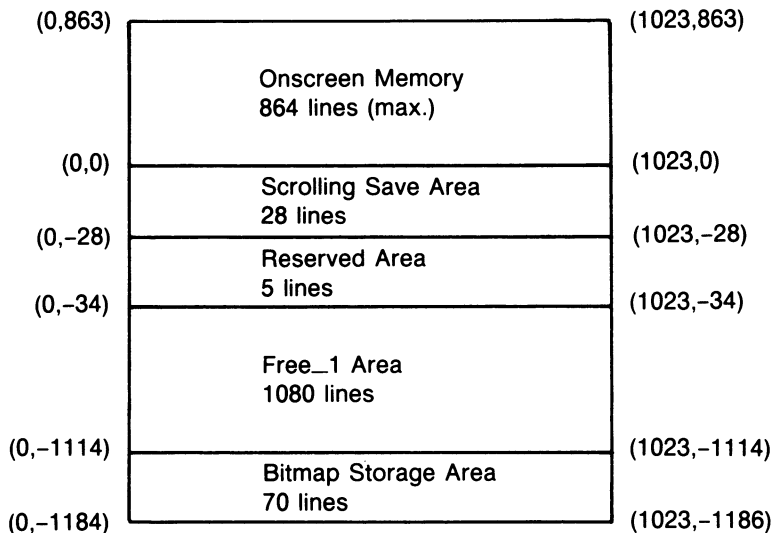 (0,863) (1023,863)
Onscreen Memory
864 lines (max.)
(0,0) (1023,0)
Scrolling Save Area
28 lines
(0,-28) (1023,-28)
Reserved Area
5 lines
(0,-34) (1023,-34)
Free_1 Area
1080 lines
(0,-1114) (1023,-1114)
Bitmap Storage Area
70 lines
(0,-1184) (1023,-1186)